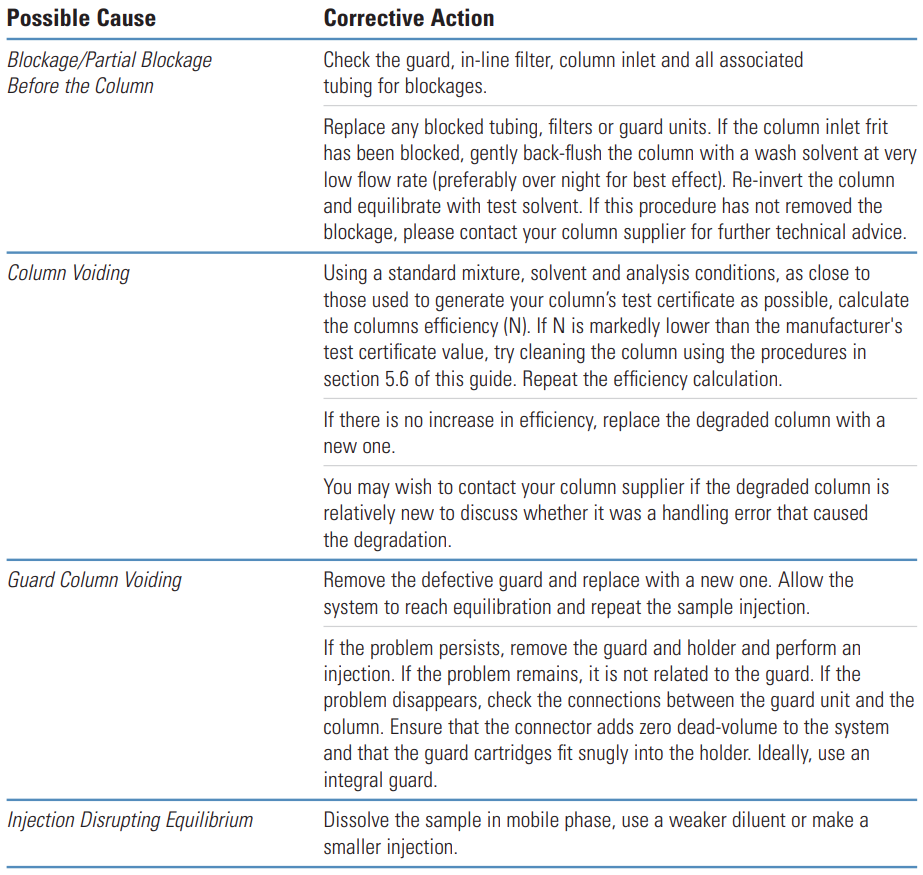 Possible Cause
Corrective Action
Blockage/Partial Blockage
Before the Column
Check the guard, in-line filter, column inlet and all associated
tubing for blockages.
Replace any blocked tubing, filters or guard units. If the column inlet frit
has been blocked, gently back-flush the column with a wash solvent at very
low flow rate (preferably over night for best effect). Re-invert the column
and equilibrate with test solvent. If this procedure has not removed the
blockage, please contact your column supplier for further technical advice.
Column Voiding
Using a standard mixture, solvent and analysis conditions, as close to
those used to generate your column’s test certificate as possible, calculate
the columns efficiency (N). If N is markedly lower than the manufacturer's
test certificate value, try cleaning the column using the procedures in
section 5.6 of this guide. Repeat the efficiency calculation.
If there is no increase in efficiency, replace the degraded column with a
new one.
You may wish to contact your column supplier if the degraded column is
relatively new to discuss whether it was a handling error that caused
the degradation.
Guard Column Voiding
Remove the defective guard and replace with a new one. Allow the
system to reach equilibration and repeat the sample injection.
If the problem persists, remove the guard and holder and perform an
injection. If the problem remains, it is not related to the guard. If the
problem disappears, check the connections between the guard unit and the
column. Ensure that the connector adds zero dead-volume to the system
and that the guard cartridges fit snugly into the holder. Ideally, use an
integral guard.
Injection Disrupting Equilibrium
Dissolve the sample in mobile phase, use a weaker diluent or make a
smaller injection.